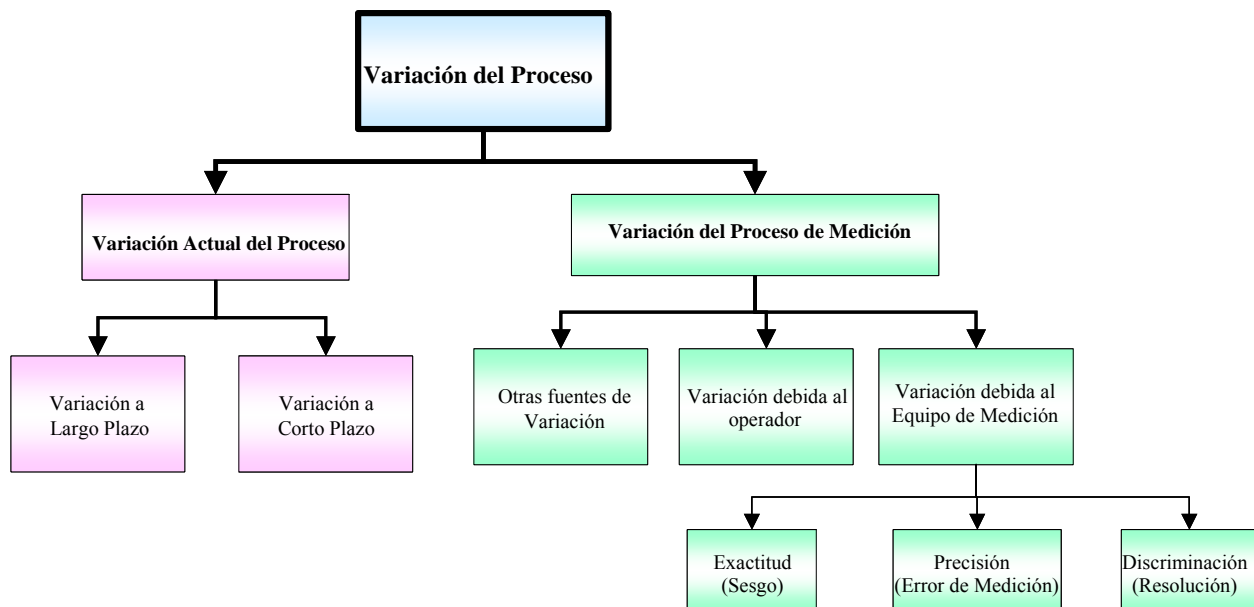 Variación del Proceso
Variación Actual del Proceso
Variación del Proceso de Medición
Variación a
Largo Plazo
Variación a
Corto Plazo
Otras fuentes de
Variación
Variación debida al
operador
Variación debida al
Equipo de Medición
Exactitud
(Sesgo)
Precisión
(Error de Medición)
Discriminación
(Resolución)